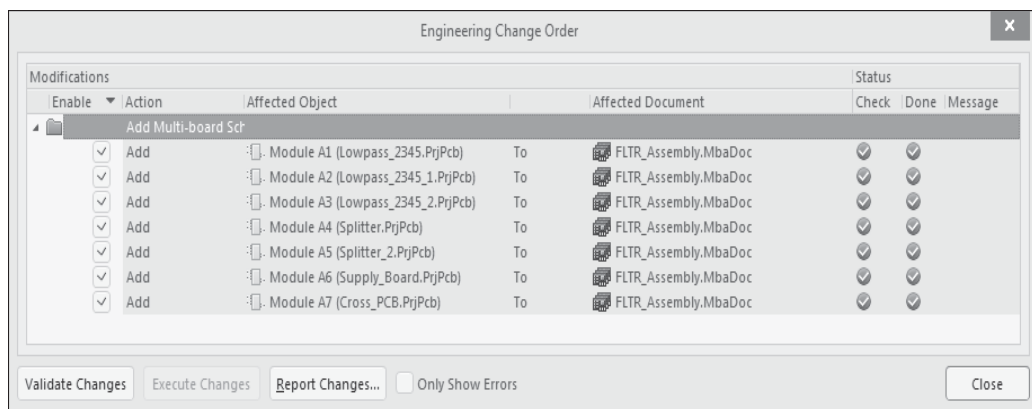 Engineering Change Order
x
Modifications Status
Enable Action Affected Object Affected Document Check Done Message
Add Multi-board Sch
Add Module A1 (Lowpass_2345.PrjPcb) To FLTR_Assembly.MbaDoc
Add Module A2 (Lowpass_2345_1.PrjPcb) To FLTR_Assembly.MbaDoc
Add Module A3 (Lowpass_2345_2.PrjPcb) To FLTR_Assembly.MbaDoc
Add Module A4 (Splitter.PrjPcb) To FLTR_Assembly.MbaDoc
Add Module A5 (Splitter_2.PrjPcb) To FLTR_Assembly.MbaDoc
Add Module A6 (Supply_Board.PrjPcb) To FLTR_Assembly.MbaDoc
Add Module A7 (Cross_PCB.PrjPcb) To FLTR_Assembly.MbaDoc
Validate Changes Execute Changes Report Changes... Only Show Errors Close